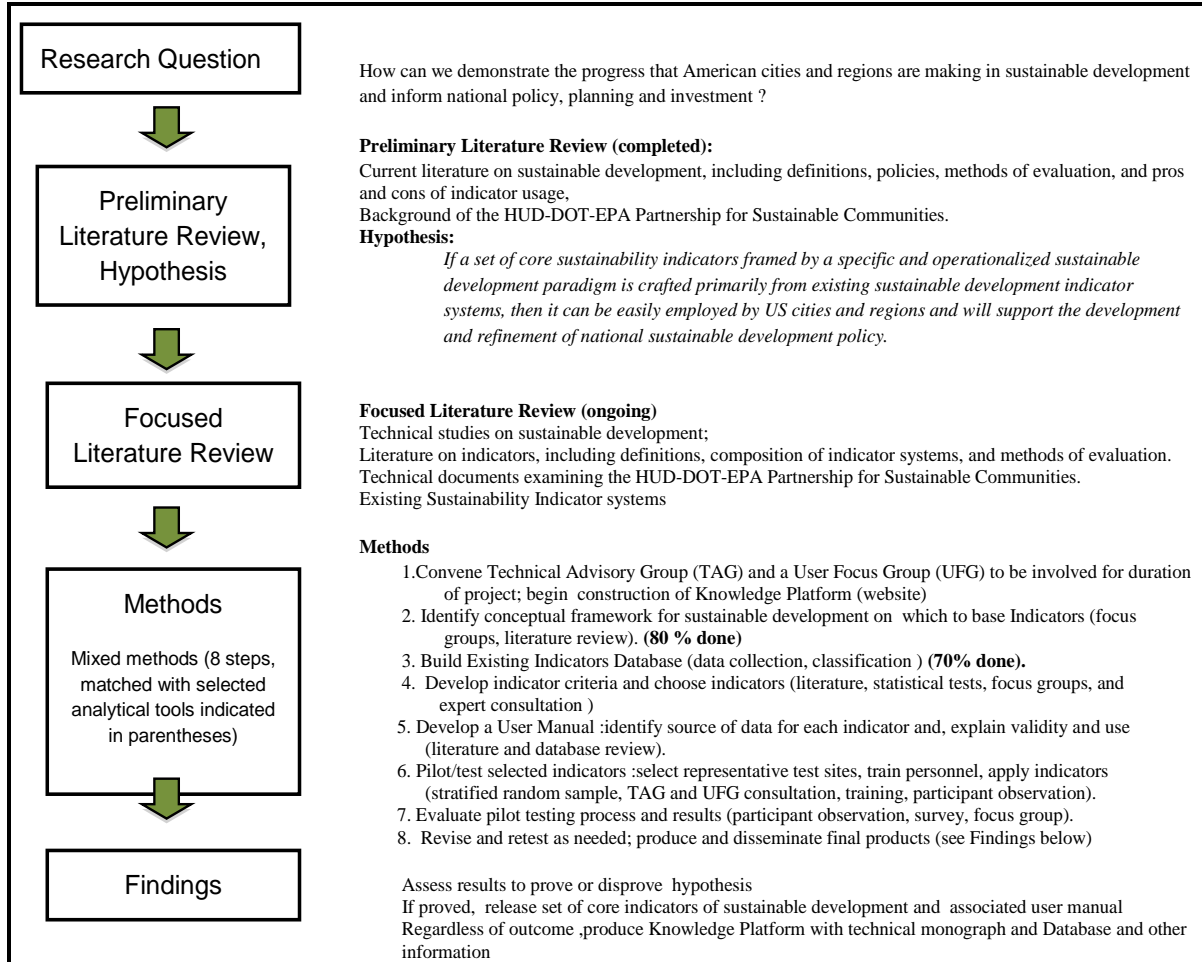 Research Question
How can we demonstrate the progress that American cities and regions are making in sustainable development
and inform national policy, planning and investment ?
Preliminary
Literature Review,
Hypothesis
Preliminary Literature Review (completed):
Current literature on sustainable development, including definitions, policies, methods of evaluation, and pros
and cons of indicator usage,
Background of the HUD-DOT-EPA Partnership for Sustainable Communities.
Hypothesis:
If a set of core sustainability indicators framed by a specific and operationalized sustainable
development paradigm is crafted primarily from existing sustainable development indicator
systems, then it can be easily employed by US cities and regions and will support the development
and refinement of national sustainable development policy.
Focused
Literature Review
Focused Literature Review (ongoing)
Technical studies on sustainable development;
Literature on indicators, including definitions, composition of indicator systems, and methods of evaluation.
Technical documents examining the HUD-DOT-EPA Partnership for Sustainable Communities.
Existing Sustainability Indicator systems
Methods
Mixed methods (8 steps,
matched with selected
analytical tools indicated
in parentheses)
Methods
1.Convene Technical Advisory Group (TAG) and a User Focus Group (UFG) to be involved for duration
of project; begin construction of Knowledge Platform (website)
2. Identify conceptual framework for sustainable development on which to base Indicators (focus
groups, literature review). (80 % done)
3. Build Existing Indicators Database (data collection, classification ) (70% done).
4. Develop indicator criteria and choose indicators (literature, statistical tests, focus groups, and
expert consultation )
5. Develop a User Manual :identify source of data for each indicator and, explain validity and use
(literature and database review).
6. Pilot/test selected indicators :select representative test sites, train personnel, apply indicators
(stratified random sample, TAG and UFG consultation, training, participant observation).
7. Evaluate pilot testing process and results (participant observation, survey, focus group).
8. Revise and retest as needed; produce and disseminate final products (see Findings below)
Findings
Assess results to prove or disprove hypothesis
If proved, release set of core indicators of sustainable development and associated user manual
Regardless of outcome ,produce Knowledge Platform with technical monograph and Database and other
information